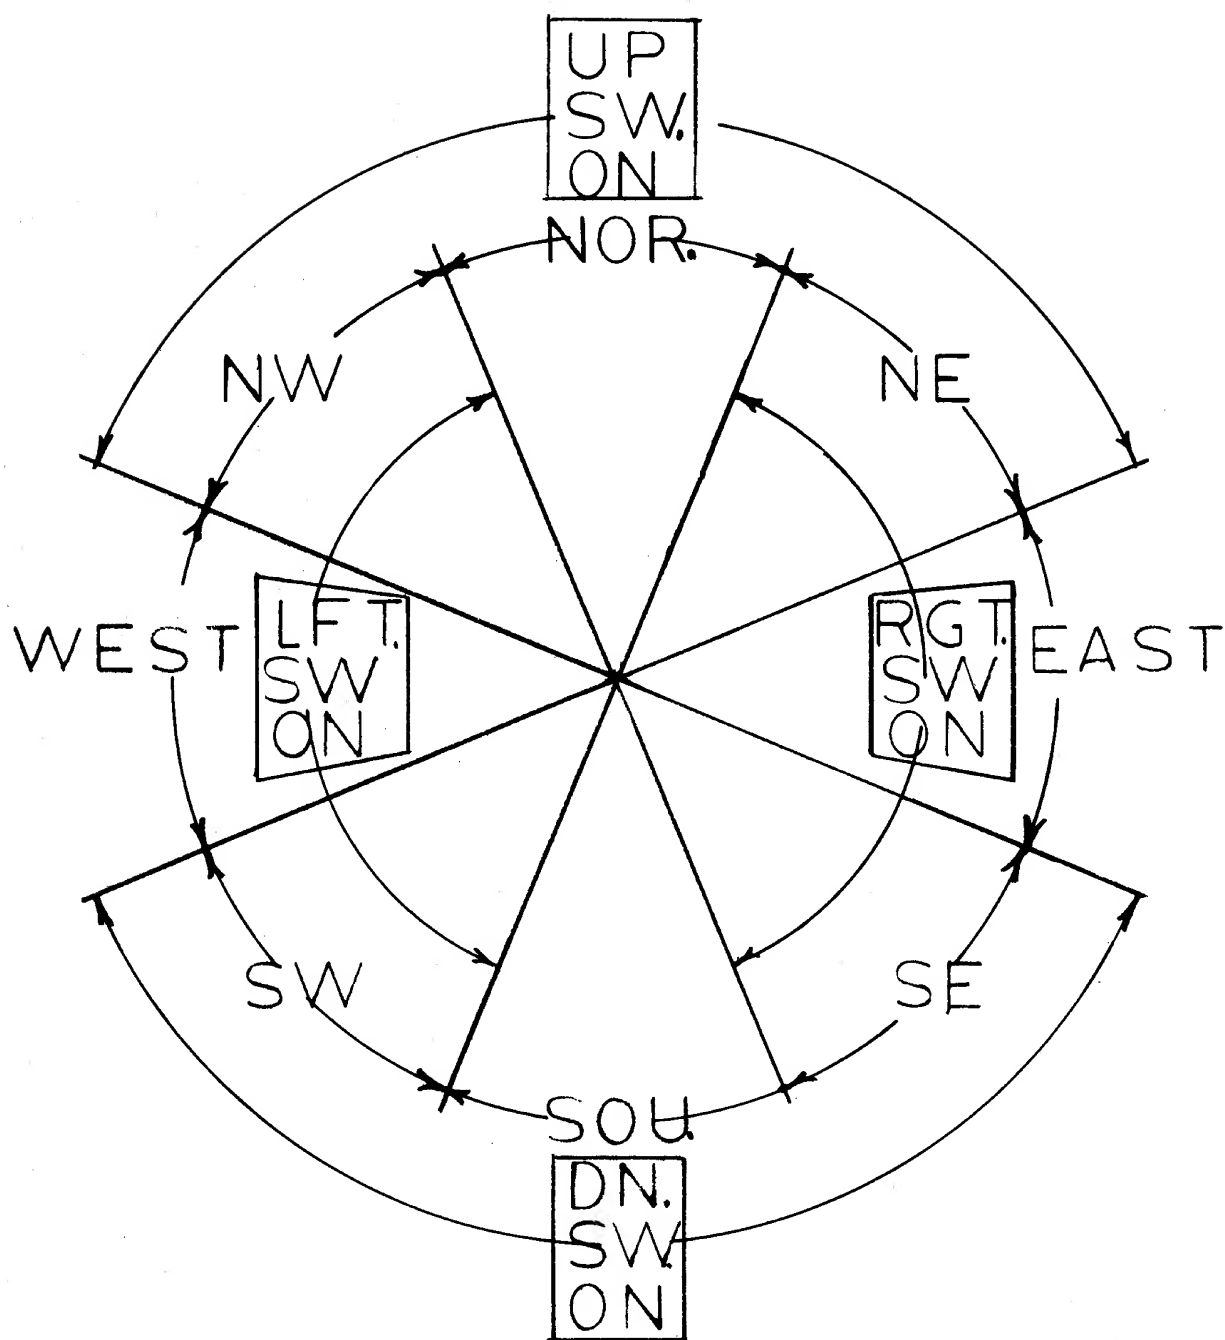 UP
SW.
ON
NOR.
NW
NE
WEST
LFT.
SW
ON
RGT.
SW
ON
EAST
SW
SE
SOU.
DN.
SW.
ON